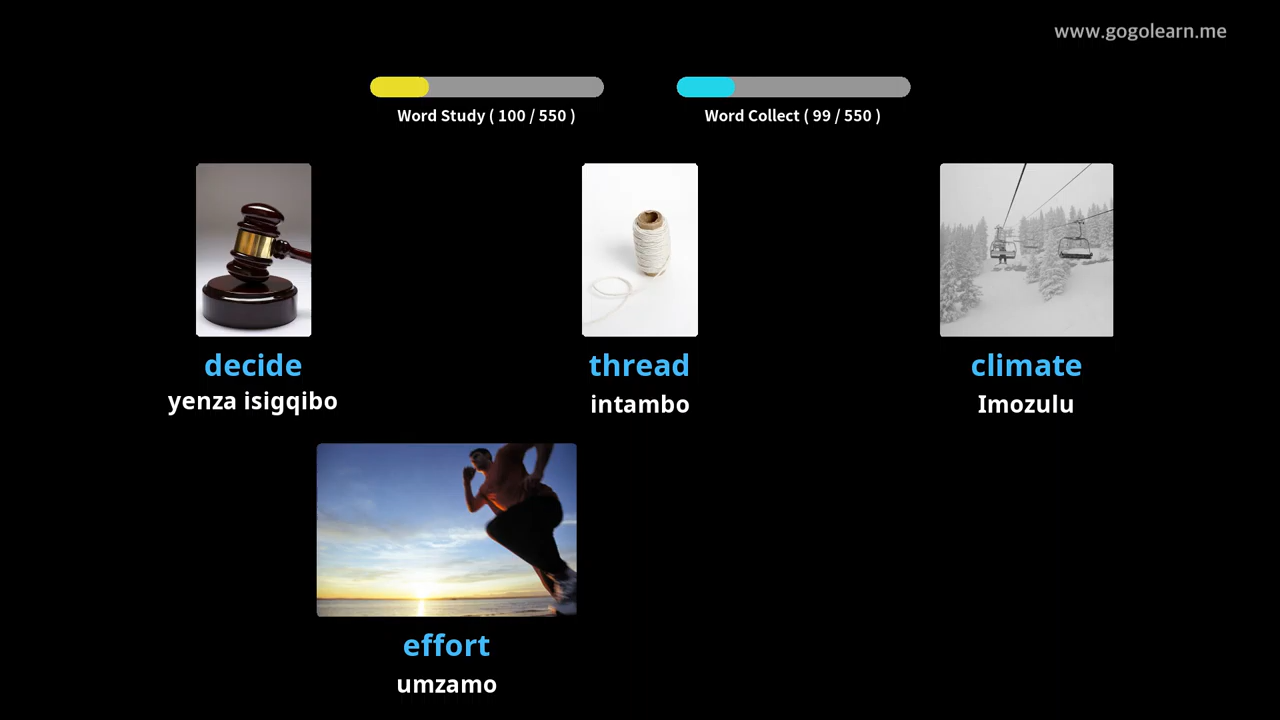 www.gogolearn.me
Word Study ( 100 / 550 )
Word Collect ( 99 / 550 )
decide
yenza isigqibo
thread
intambo
climate
Imozulu
effort
umzamo